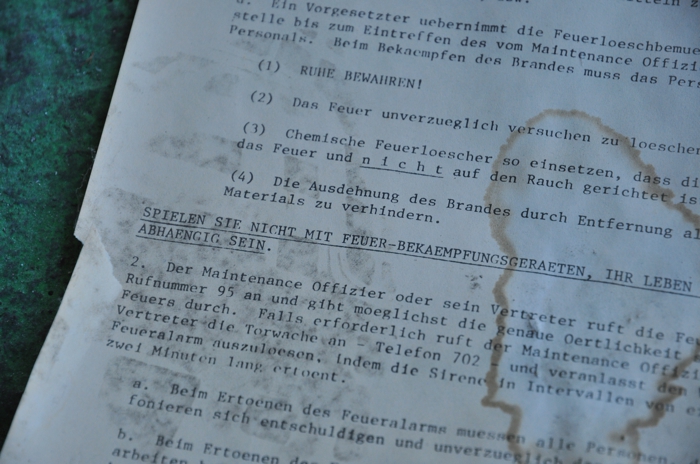 a. Ein Vorgesetzter uebernimmt die Feuerloeschbemue
stelle bis zum Eintreffen des vom Maintenance Offizi
Personals. Beim Bekaempfen des Brandes muss das Pers
(1) RUHE BEWAHREN!
(2) Das Feuer unverzueglich versuchen zu loeschen
(3) Chemische Feuerloescher so einsetzen, dass di
das Feuer und n i c h t auf den Rauch gerichtet is
(4) Die Ausdehnung des Brandes durch Entfernung al
Materials zu verhindern.
SPIELEN SIE NICHT MIT FEUER-BEKAEMPFUNGSGERAETEN, IHR LEBEN
ABHAENGIG SEIN.
2. Der Maintenance Offizier oder sein Vertreter ruft die Feu
Rufnummer 95 an und gibt moeglichst die genaue Oertlichkeit
Feuers durch. Falls erforderlich ruft der Maintenance Offizi
Vertreter die Torwache an - Telefon 702 - und veranlasst den
Feueralarm auszuloesen, indem die Sirene in Intervallen von e
zwei Minuten lang ertoent.
a. Beim Ertoenen des Feueralarms muessen alle Personen
fonieren sich entschuldigen und unverzueglich
b. Beim Ertoenen des
arbeiten